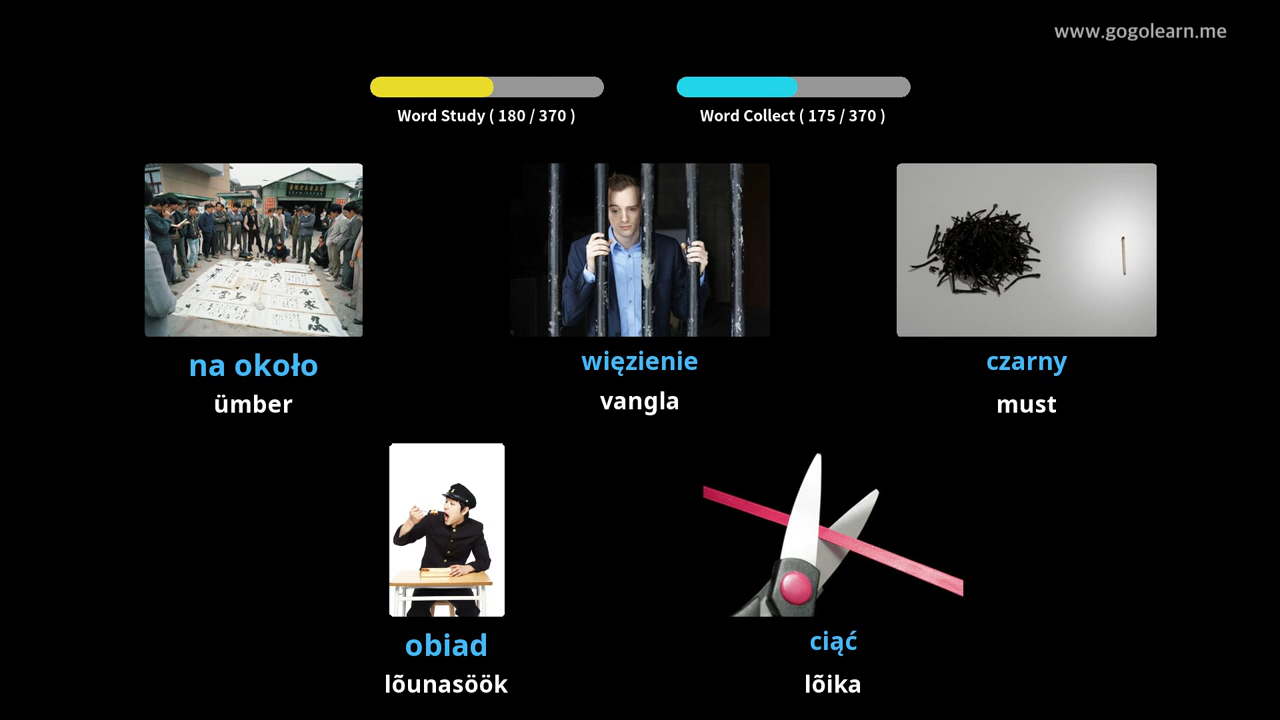 www.gogolearn.me
Word Study ( 180 / 370 )
Word Collect ( 175 / 370 )
na około
ümber
więzienie
vangla
czarny
must
obiad
lõunasöök
ciąć
lõika